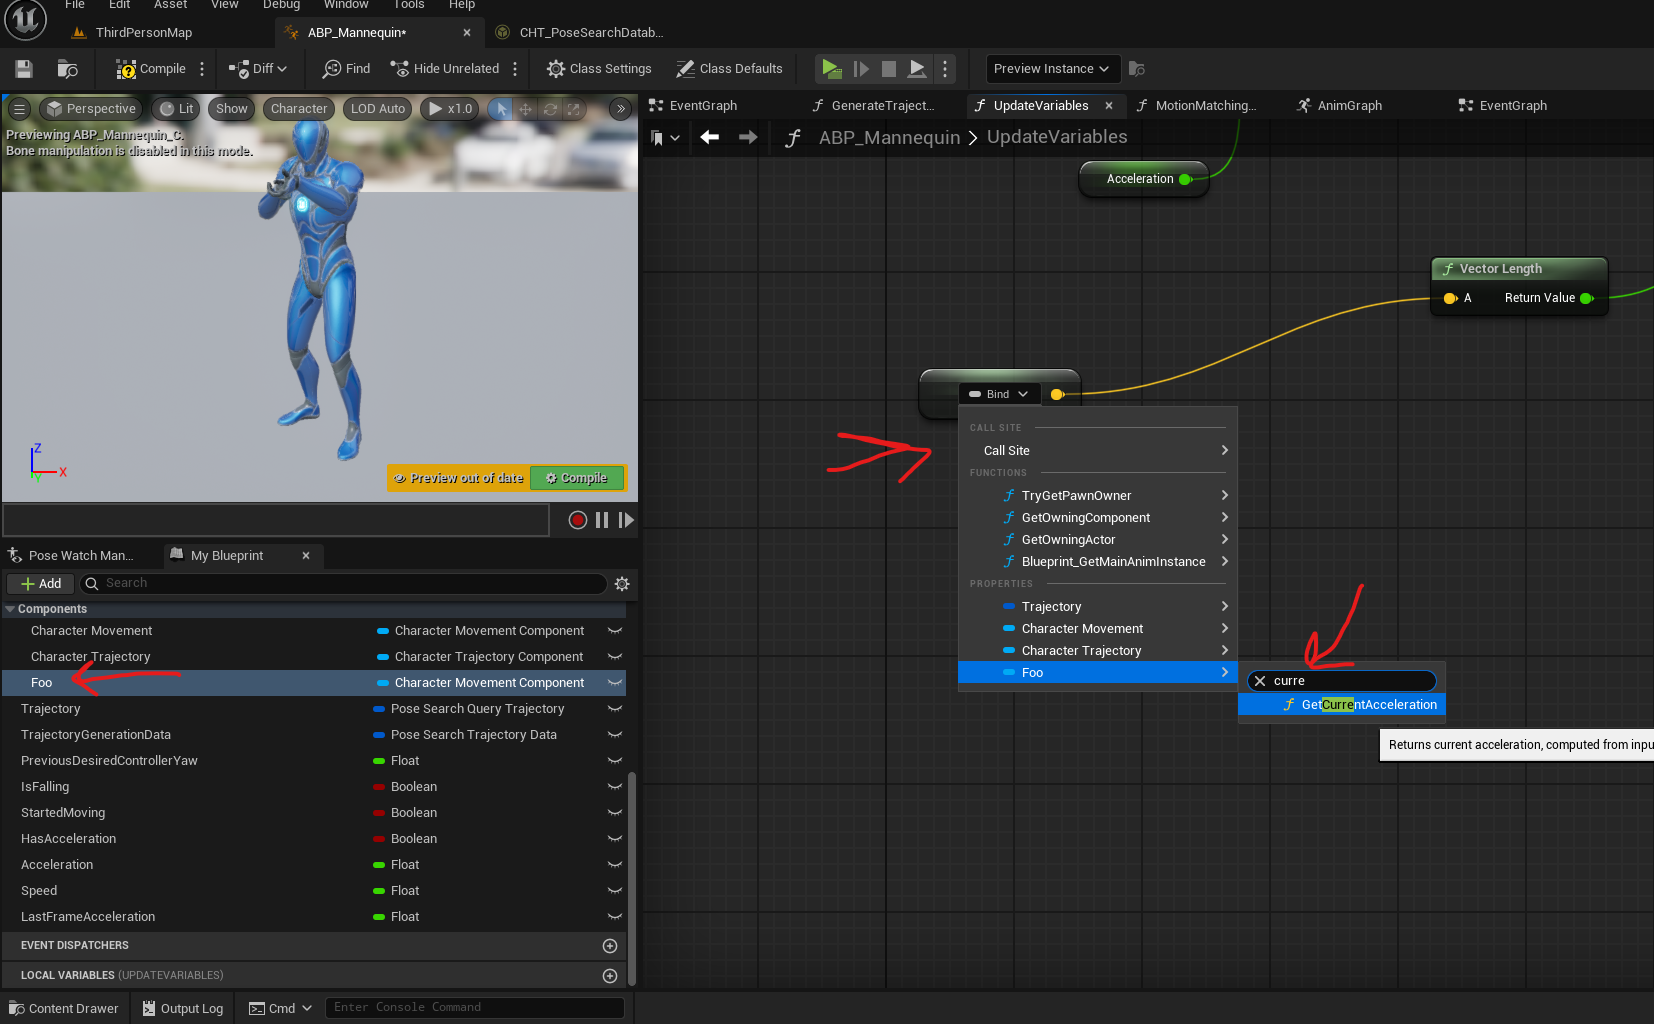 File Edit Asset View Debug Window Tools Help
ThirdPersonMap ABP_Mannequin* CHT_PoseSearchDatab...
Compile Diff Find Hide Unrelated Class Settings Class Defaults Preview Instance
Perspective Lit Show Character LOD Auto x1.0
Previewing ABP_Mannequin_C.
Bone manipulation is disabled in this mode.
Z
X
Y
Preview out of date Compile
Pose Watch Man... My Blueprint
Add Search
Components
Character Movement Character Movement Component
Character Trajectory Character Trajectory Component
Foo Character Movement Component
Trajectory Pose Search Query Trajectory
TrajectoryGenerationData Pose Search Trajectory Data
PreviousDesiredControllerYaw Float
IsFalling Boolean
StartedMoving Boolean
HasAcceleration Boolean
Acceleration Float
Speed Float
LastFrameAcceleration Float
EVENT DISPATCHERS
LOCAL VARIABLES (UPDATEVARIABLES)
EventGraph GenerateTraject... UpdateVariables MotionMatching... AnimGraph EventGraph
ABP_Mannequin > UpdateVariables
Acceleration
Vector Length
A Return Value
Bind
CALL SITE
Call Site
FUNCTIONS
TryGetPawnOwner
GetOwningComponent
GetOwningActor
Blueprint_GetMainAnimInstance
PROPERTIES
Trajectory
Character Movement
Character Trajectory
Foo
curre
GetCurrentAcceleration
Returns current acceleration, computed from inpu
Content Drawer Output Log Cmd Enter Console Command